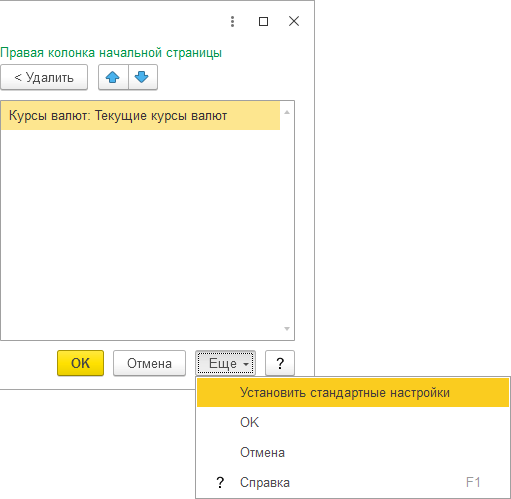 Правая колонка начальной страницы
< Удалить
Курсы валют: Текущие курсы валют
OK Отмена Еще ?
Установить стандартные настройки
OK
Отмена
? Справка F1